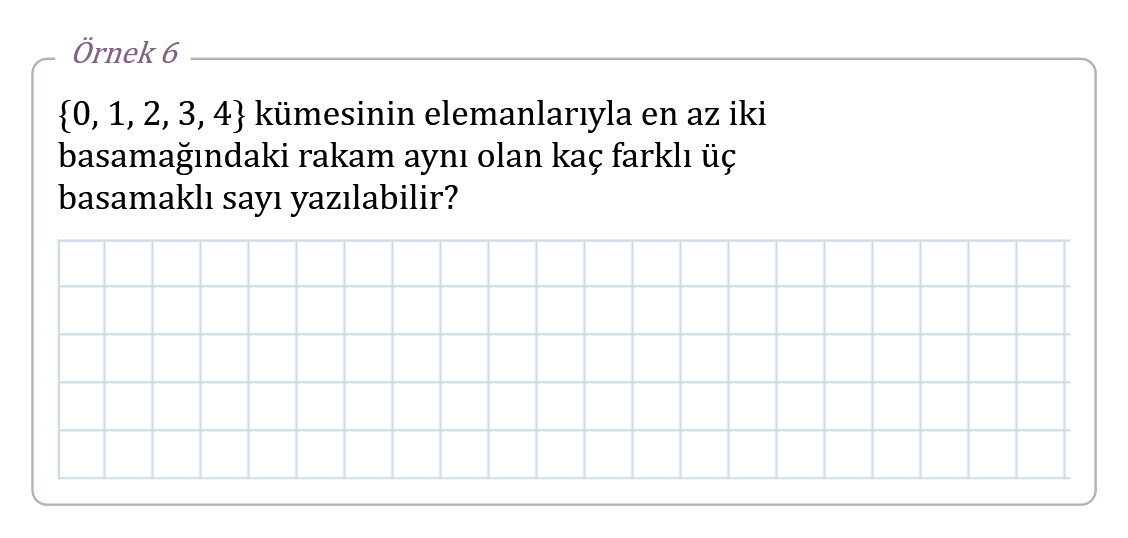 Örnek 6
{0, 1, 2, 3, 4} kümesinin elemanlarıyla en az iki
basamağındaki rakam aynı olan kaç farklı üç
basamaklı sayı yazılabilir?